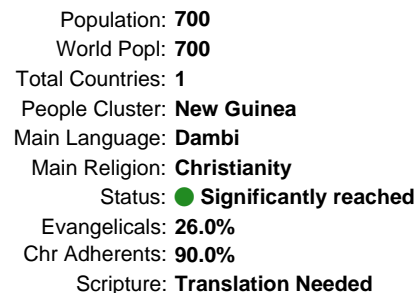 Population: 700
World Popl: 700
Total Countries: 1
People Cluster: New Guinea
Main Language: Dambi
Main Religion: Christianity
Status: Significantly reached
Evangelicals: 26.0%
Chr Adherents: 90.0%
Scripture: Translation Needed